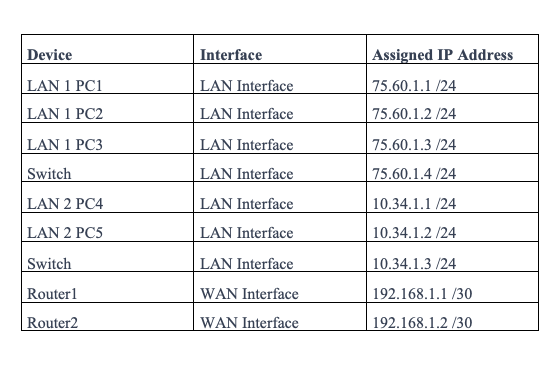 Device Interface Assigned IP Address
LAN 1 PC1 LAN Interface 75.60.1.1 /24
LAN 1 PC2 LAN Interface 75.60.1.2 /24
LAN 1 PC3 LAN Interface 75.60.1.3 /24
Switch LAN Interface 75.60.1.4 /24
LAN 2 PC4 LAN Interface 10.34.1.1 /24
LAN 2 PC5 LAN Interface 10.34.1.2 /24
Switch LAN Interface 10.34.1.3 /24
Router1 WAN Interface 192.168.1.1 /30
Router2 WAN Interface 192.168.1.2 /30